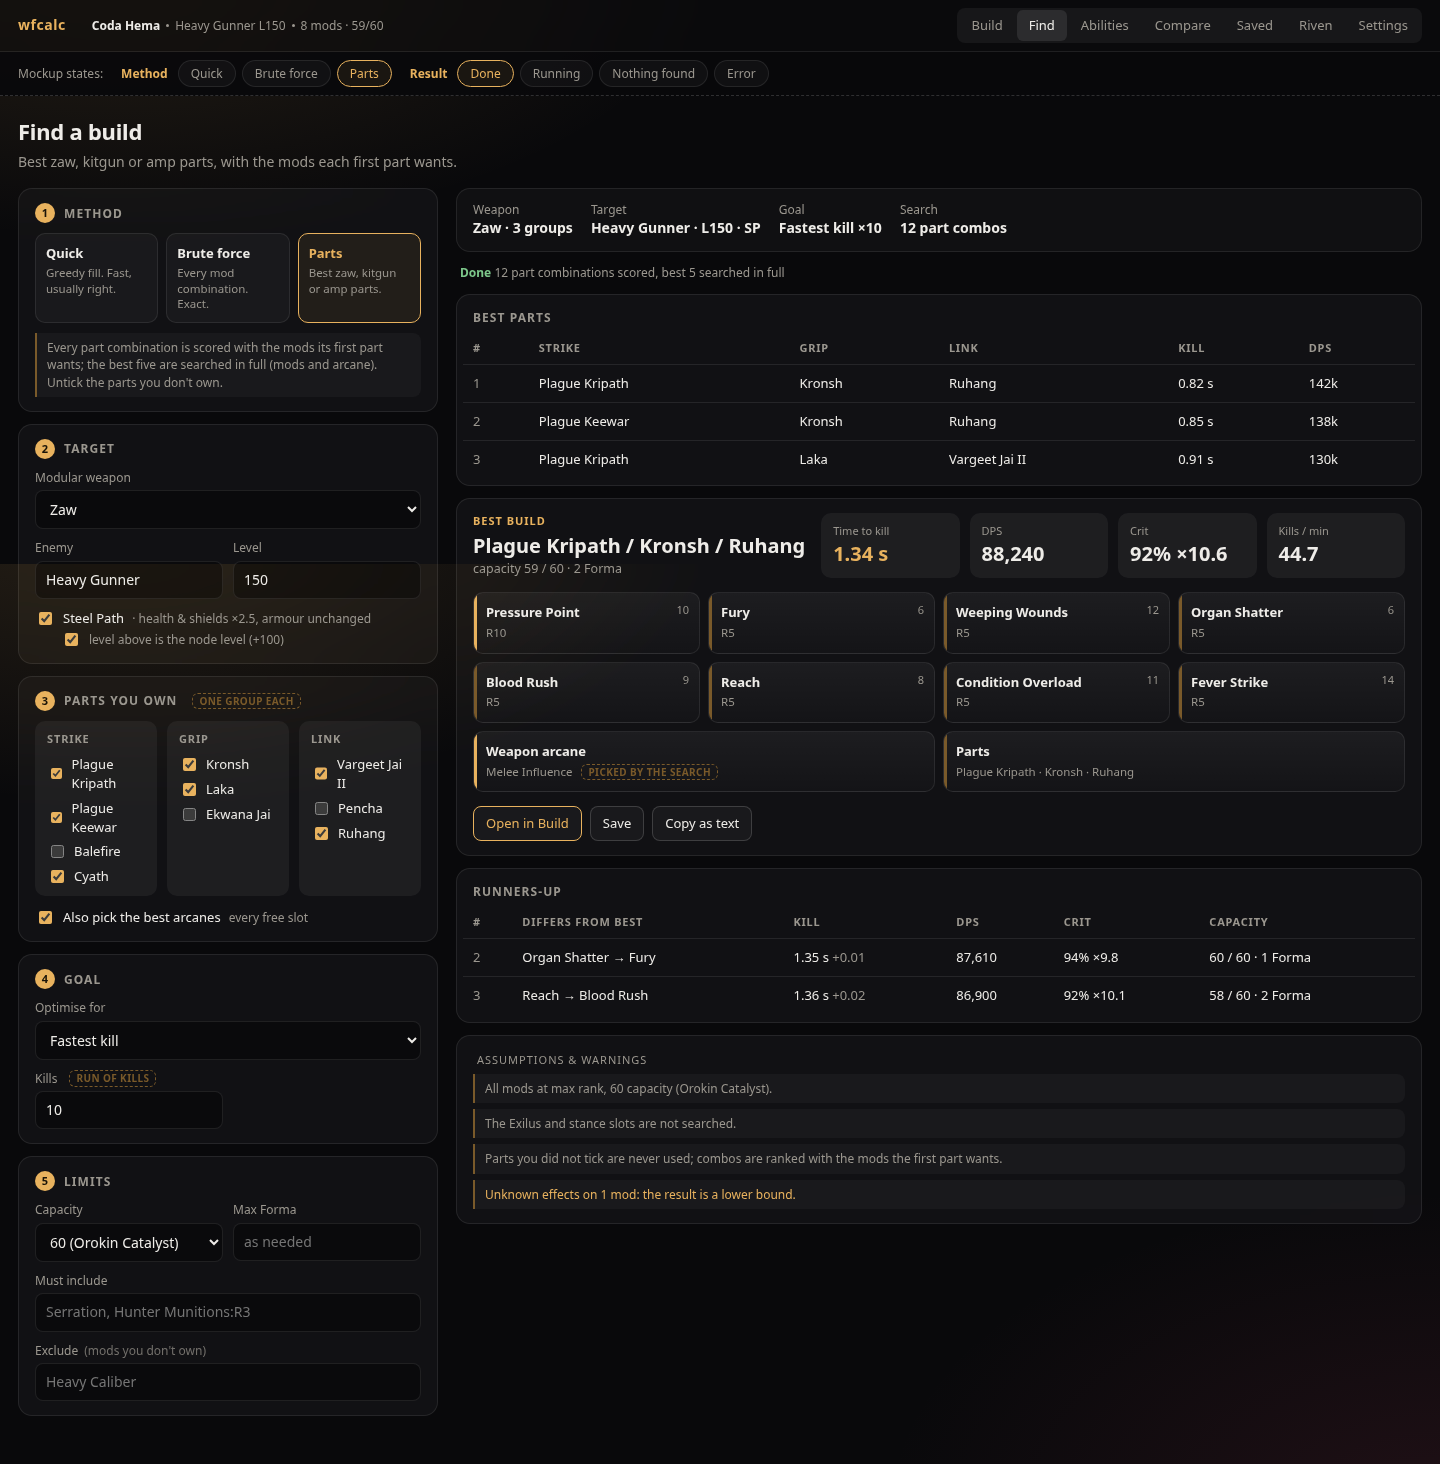 wfcalc Coda Hema • Heavy Gunner L150 • 8 mods · 59/60 Build Find Abilities Compare Saved Riven Settings
Mockup states: Method Quick Brute force Parts Result Done Running Nothing found Error
Find a build
Best zaw, kitgun or amp parts, with the mods each first part wants.
1 METHOD
Quick
Greedy fill. Fast,
usually right.
Brute force
Every mod
combination.
Exact.
Parts
Best zaw, kitgun
or amp parts.
Every part combination is scored with the mods its first part
wants; the best five are searched in full (mods and arcane).
Untick the parts you don't own.
2 TARGET
Modular weapon
Zaw
Enemy Level
Heavy Gunner 150
Steel Path · health & shields ×2.5, armour unchanged
level above is the node level (+100)
3 PARTS YOU OWN ONE GROUP EACH
STRIKE
Plague
Kripath
Plague
Keewar
Balefire
Cyath
GRIP
Kronsh
Laka
Ekwana Jai
LINK
Vargeet Jai
II
Pencha
Ruhang
Also pick the best arcanes every free slot
4 GOAL
Optimise for
Fastest kill
Kills RUN OF KILLS
10
5 LIMITS
Capacity Max Forma
60 (Orokin Catalyst) as needed
Must include
Serration, Hunter Munitions:R3
Exclude (mods you don't own)
Heavy Caliber
Weapon Target Goal Search
Zaw · 3 groups Heavy Gunner · L150 · SP Fastest kill ×10 12 part combos
Done 12 part combinations scored, best 5 searched in full
BEST PARTS
# STRIKE GRIP LINK KILL DPS
1 Plague Kripath Kronsh Ruhang 0.82 s 142k
2 Plague Keewar Kronsh Ruhang 0.85 s 138k
3 Plague Kripath Laka Vargeet Jai II 0.91 s 130k
BEST BUILD
Plague Kripath / Kronsh / Ruhang
capacity 59 / 60 · 2 Forma
Time to kill DPS Crit Kills / min
1.34 s 88,240 92% ×10.6 44.7
Pressure Point 10 Fury 6 Weeping Wounds 12 Organ Shatter 6
R10 R5 R5 R5
Blood Rush 9 Reach 8 Condition Overload 11 Fever Strike 14
R5 R5 R5 R5
Weapon arcane Parts
Melee Influence PICKED BY THE SEARCH Plague Kripath · Kronsh · Ruhang
Open in Build Save Copy as text
RUNNERS-UP
# DIFFERS FROM BEST KILL DPS CRIT CAPACITY
2 Organ Shatter → Fury 1.35 s +0.01 87,610 94% ×9.8 60 / 60 · 1 Forma
3 Reach → Blood Rush 1.36 s +0.02 86,900 92% ×10.1 58 / 60 · 2 Forma
ASSUMPTIONS & WARNINGS
All mods at max rank, 60 capacity (Orokin Catalyst).
The Exilus and stance slots are not searched.
Parts you did not tick are never used; combos are ranked with the mods the first part wants.
Unknown effects on 1 mod: the result is a lower bound.